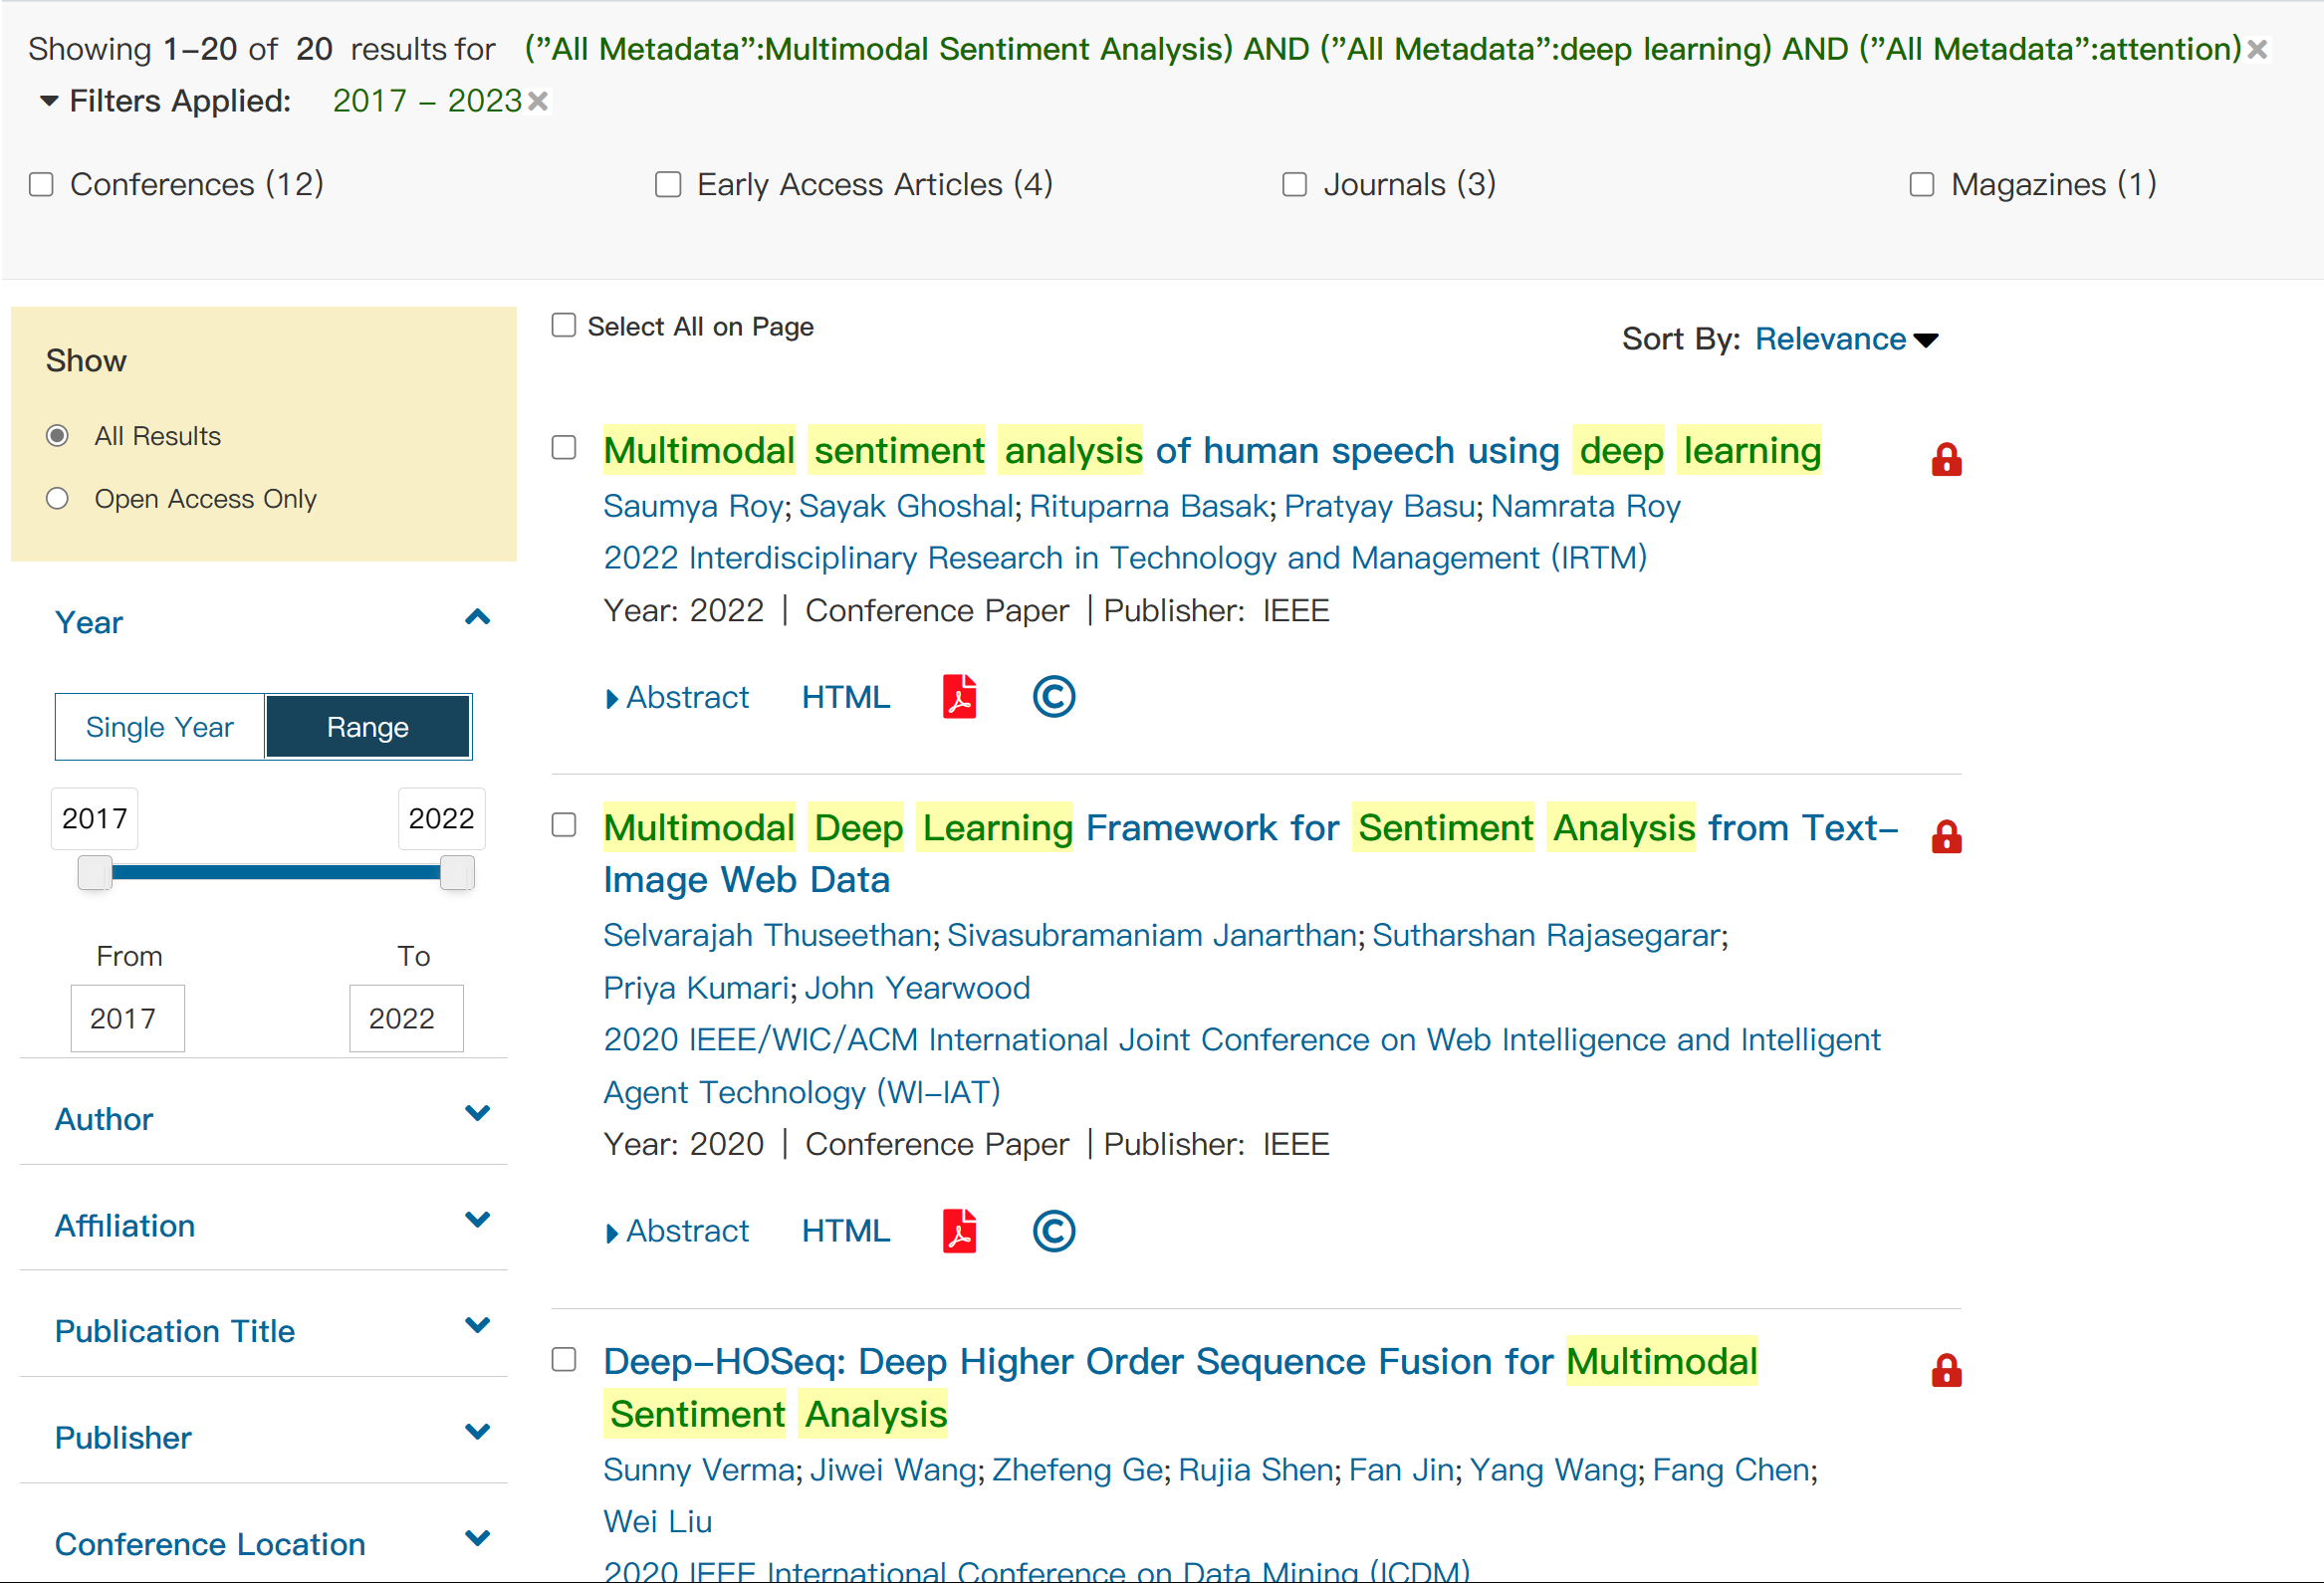 Showing 1–20 of 20 results for ("All Metadata":Multimodal Sentiment Analysis) AND ("All Metadata":deep learning) AND ("All Metadata":attention)
Filters Applied: 2017 – 2023
Conferences (12) Early Access Articles (4) Journals (3) Magazines (1)
Show
All Results
Open Access Only
Year
Single Year Range
2017 2022
From To
2017 2022
Author
Affiliation
Publication Title
Publisher
Conference Location
Select All on Page
Sort By: Relevance
Multimodal sentiment analysis of human speech using deep learning
Saumya Roy; Sayak Ghoshal; Rituparna Basak; Pratyay Basu; Namrata Roy
2022 Interdisciplinary Research in Technology and Management (IRTM)
Year: 2022 | Conference Paper | Publisher: IEEE
Abstract HTML ©
Multimodal Deep Learning Framework for Sentiment Analysis from Text–
Image Web Data
Selvarajah Thuseethan; Sivasubramaniam Janarthan; Sutharshan Rajasegarar;
Priya Kumari; John Yearwood
2020 IEEE/WIC/ACM International Joint Conference on Web Intelligence and Intelligent
Agent Technology (WI–IAT)
Year: 2020 | Conference Paper | Publisher: IEEE
Abstract HTML ©
Deep–HOSeq: Deep Higher Order Sequence Fusion for Multimodal
Sentiment Analysis
Sunny Verma; Jiwei Wang; Zhefeng Ge; Rujia Shen; Fan Jin; Yang Wang; Fang Chen;
Wei Liu
2020 IEEE International Conference on Data Mining (ICDM)